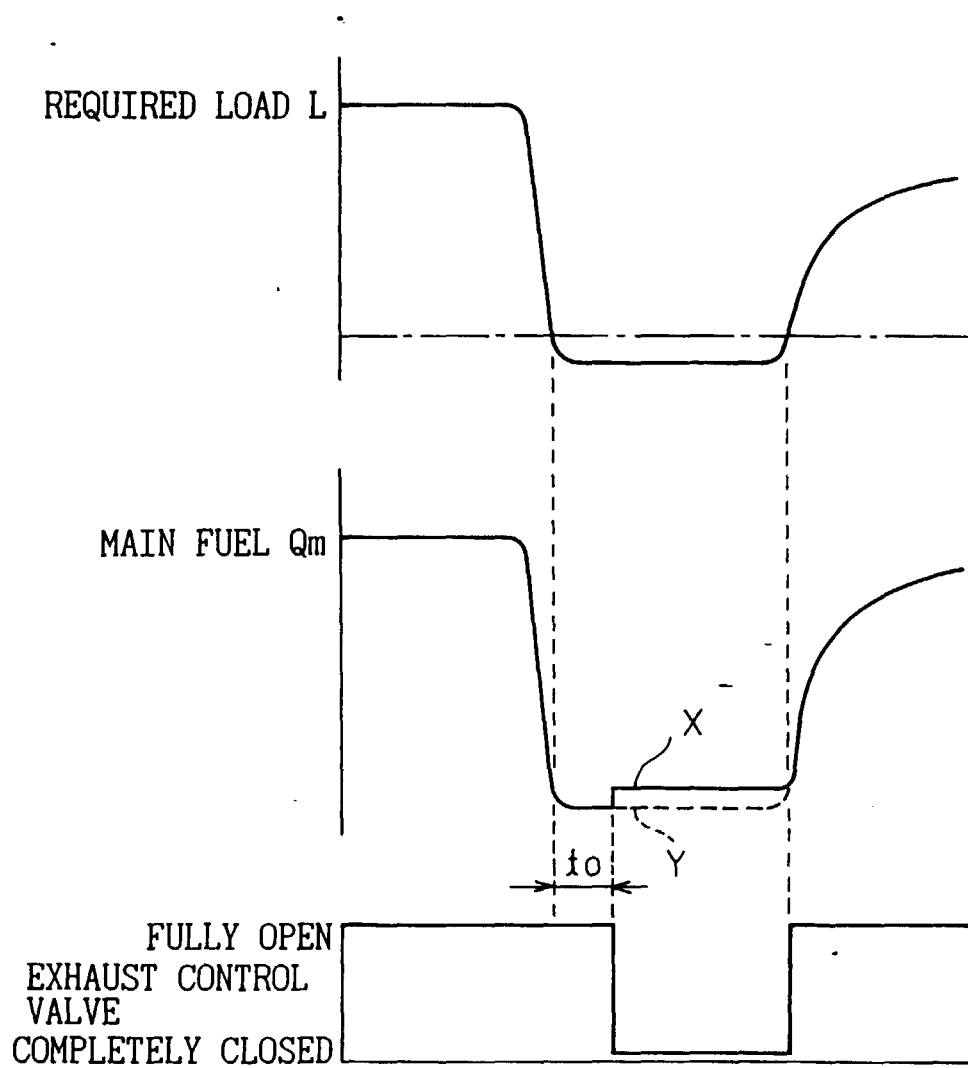 REQUIRED LOAD L
MAIN FUEL Qm
X
Y
to
FULLY OPEN
EXHAUST CONTROL
VALVE
COMPLETELY CLOSED